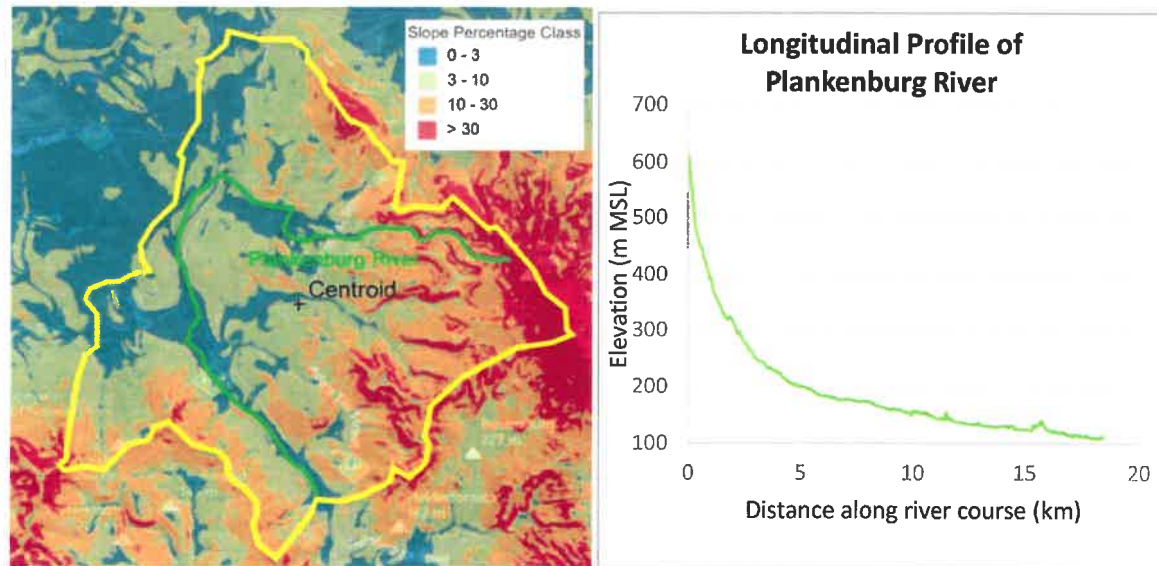 Slope Percentage Class
0 - 3
3 - 10
10 - 30
> 30
Plankenburg River
Centroid
Longitudinal Profile of
Plankenburg River
Elevation (m MSL)
700
600
500
400
300
200
100
0
5
10
15
20
Distance along river course (km)